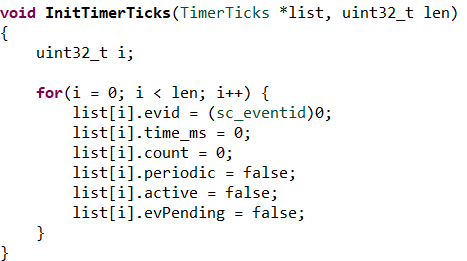 void InitTimerTicks(TimerTicks *list, uint32_t len)
{
    uint32_t i;

    for(i = 0; i < len; i++) {
        list[i].evid = (sc_eventid)0;
        list[i].time_ms = 0;
        list[i].count = 0;
        list[i].periodic = false;
        list[i].active = false;
        list[i].evPending = false;
    }
}